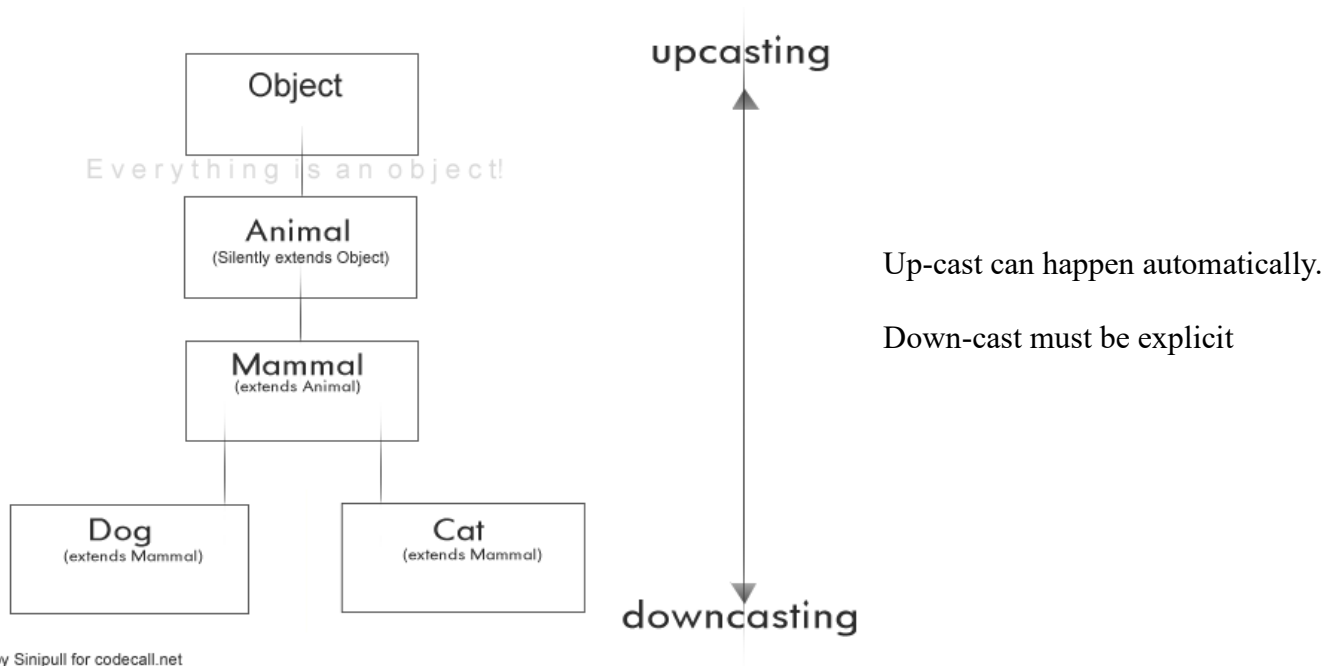 upcasting
Object
Everything is an object!
Animal
(Silently extends Object)
Up-cast can happen automatically.
Down-cast must be explicit
Mammal
(extends Animal)
Dog
(extends Mammal)
Cat
(extends Mammal)
downcasting
by Sinipull for codecall.net